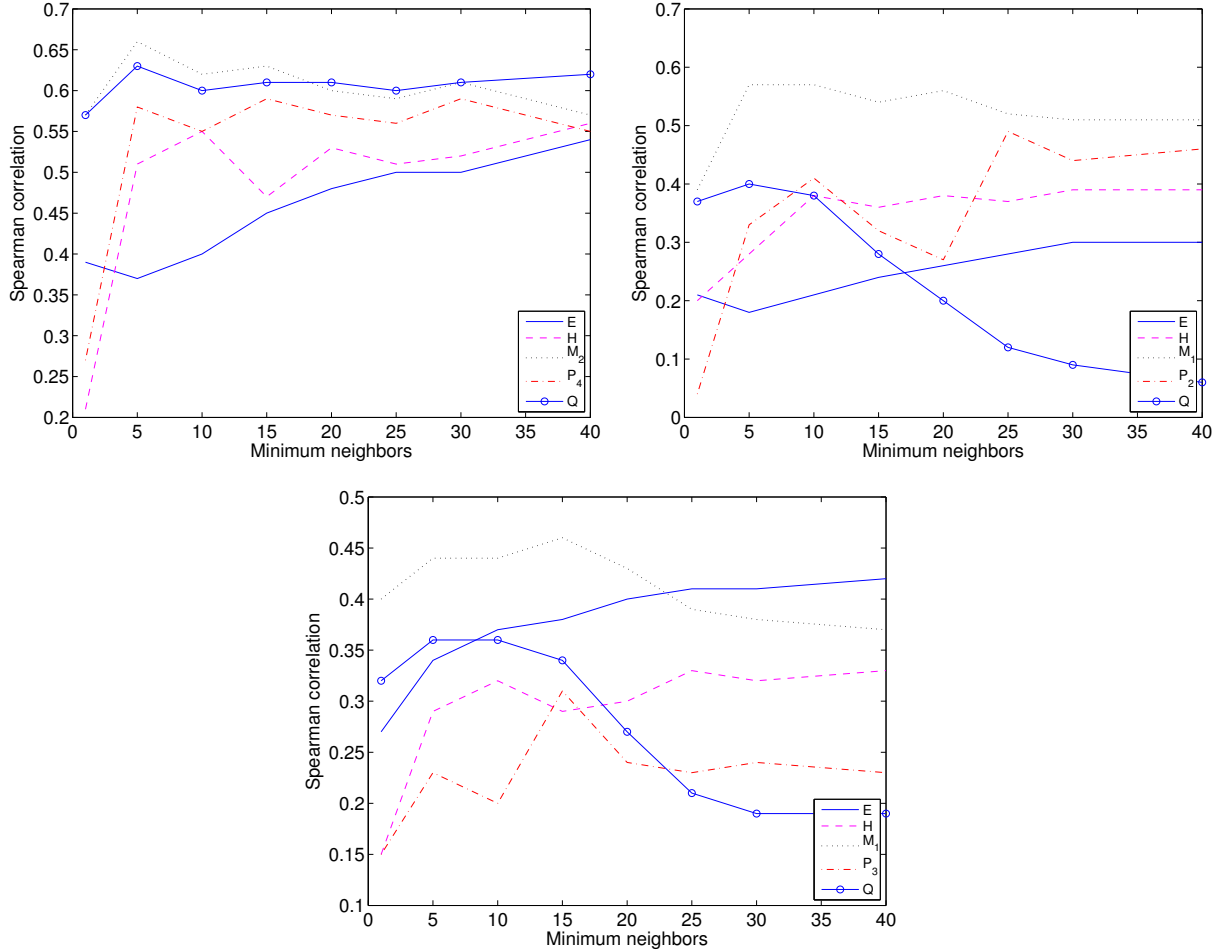 0.7
0.65
0.6
0.55
0.5
0.45
0.4
0.35
0.3
0.25
0.2
Spearman correlation
0 5 10 15 20 25 30 35 40
Minimum neighbors
E
H
M2
P4
Q
0.7
0.6
0.5
0.4
0.3
0.2
0.1
0
Spearman correlation
0 5 10 15 20 25 30 35 40
Minimum neighbors
E
H
M1
P2
Q
0.5
0.45
0.4
0.35
0.3
0.25
0.2
0.15
0.1
Spearman correlation
0 5 10 15 20 25 30 35 40
Minimum neighbors
E
H
M1
P3
Q